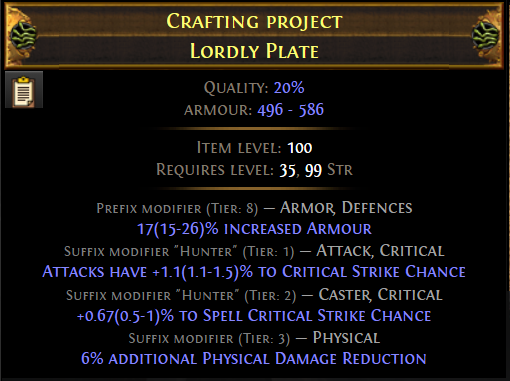 Crafting project
Lordly Plate
Quality: 20%
armour: 496 - 586
Item level: 100
Requires level: 35, 99 Str
Prefix modifier (Tier: 8) — Armor, Defences
17(15-26)% increased Armour
Suffix modifier "Hunter" (Tier: 1) — Attack, Critical
Attacks have +1.1(1.1-1.5)% to Critical Strike Chance
Suffix modifier "Hunter" (Tier: 2) — Caster, Critical
+0.67(0.5-1)% to Spell Critical Strike Chance
Suffix modifier (Tier: 3) — Physical
6% additional Physical Damage Reduction